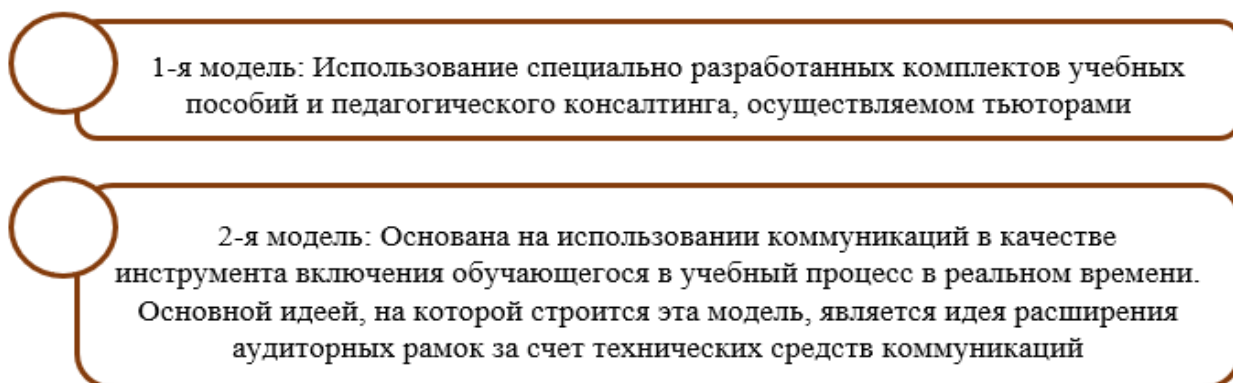 1-я модель: Использование специально разработанных комплектов учебных
пособий и педагогического консалтинга, осуществляемом тьюторами
2-я модель: Основана на использовании коммуникаций в качестве
инструмента включения обучающегося в учебный процесс в реальном времени.
Основной идеей, на которой строится эта модель, является идея расширения
аудиторных рамок за счет технических средств коммуникаций